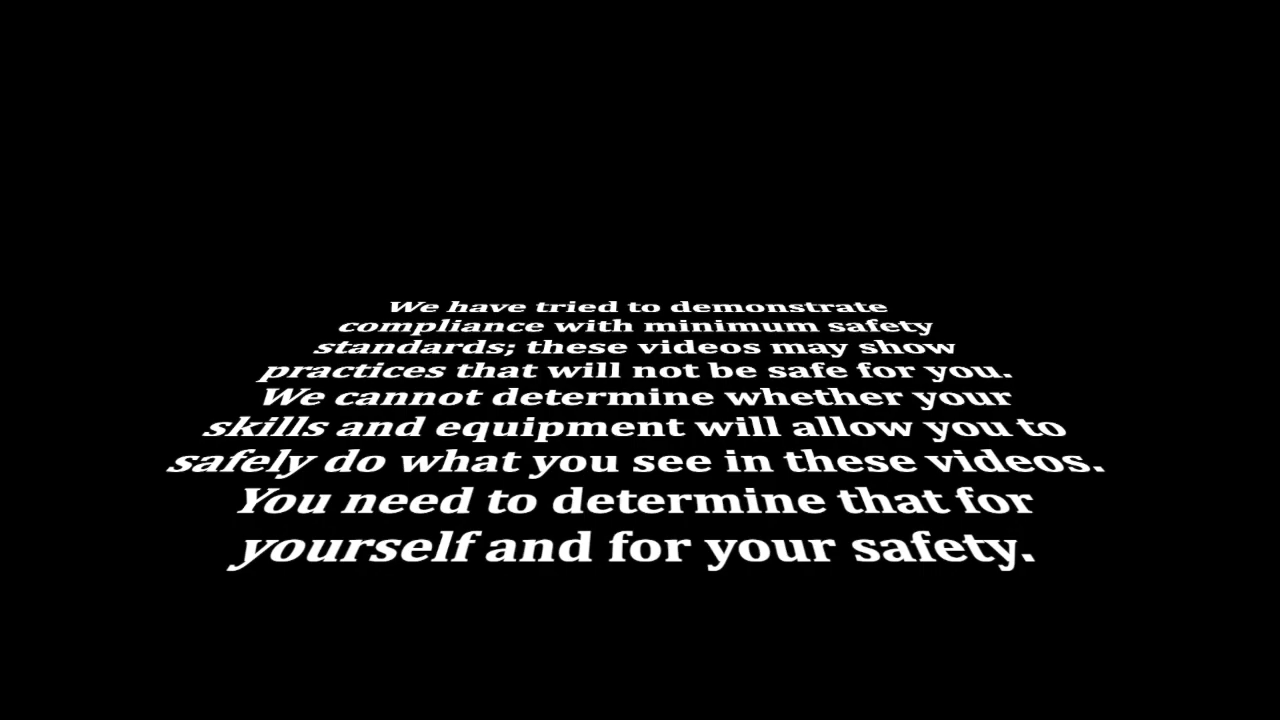 We have tried to demonstrate
compliance with minimum safety
standards; these videos may show
practices that will not be safe for you.
We cannot determine whether your
skills and equipment will allow you to
safely do what you see in these videos.
You need to determine that for
yourself and for your safety.